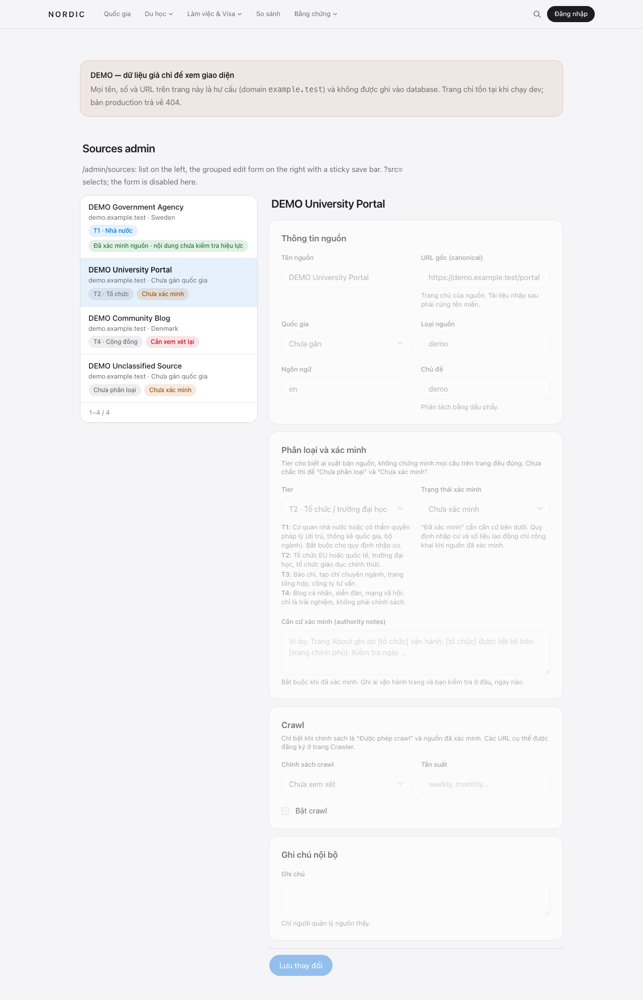 NORDIC
Quốc gia
Du học
Làm việc & Visa
So sánh
Bằng chứng
Đăng nhập
DEMO — dữ liệu giả chỉ để xem giao diện
Mọi tên, số và URL trên trang này là hư cấu (domain example.test) và không được ghi vào database. Trang chỉ tồn tại khi chạy dev;
bản production trả về 404.
Sources admin
/admin/sources: list on the left, the grouped edit form on the right with a sticky save bar. ?src=
selects; the form is disabled here.
DEMO Government Agency
demo.example.test · Sweden
T1 · Nhà nước
Đã xác minh nguồn · nội dung chưa kiểm tra hiệu lực
DEMO University Portal
demo.example.test · Chưa gán quốc gia
T2 · Tổ chức
Chưa xác minh
DEMO Community Blog
demo.example.test · Denmark
T4 · Cộng đồng
Cần xem xét lại
DEMO Unclassified Source
demo.example.test · Chưa gán quốc gia
Chưa phân loại
Chưa xác minh
1–4 / 4
DEMO University Portal
Thông tin nguồn
Tên nguồn
URL gốc (canonical)
DEMO University Portal
https://demo.example.test/portal
Trang chủ của nguồn. Tài liệu nhập sau
phải cùng tên miền.
Quốc gia
Loại nguồn
Chưa gán
demo
Ngôn ngữ
Chủ đề
en
demo
Phân tách bằng dấu phẩy.
Phân loại và xác minh
Tier cho biết ai xuất bản nguồn, không chứng minh mọi câu trên trang đều đúng. Chưa
chắc thì để “Chưa phân loại” và “Chưa xác minh”.
Tier
Trạng thái xác minh
T2 · Tổ chức / trường đại học
Chưa xác minh
T1: Cơ quan nhà nước hoặc có thẩm quyền
pháp lý (di trú, thống kê quốc gia, bộ
ngành). Bắt buộc cho quy định nhập cư.
T2: Tổ chức EU hoặc quốc tế, trường đại
học, tổ chức giáo dục chính thức.
T3: Báo chí, tạp chí chuyên ngành, trang
tổng hợp, công ty tư vấn.
T4: Blog cá nhân, diễn đàn, mạng xã hội:
chỉ là trải nghiệm, không phải chính sách.
“Đã xác minh” cần căn cứ bên dưới. Quy
định nhập cư và số liệu lao động chỉ công
khai khi nguồn đã xác minh.
Căn cứ xác minh (authority notes)
Ví dụ: Trang About ghi do [tổ chức] vận hành; [tổ chức] được liệt kê trên
[trang chính phủ]. Kiểm tra ngày ...
Bắt buộc khi đã xác minh. Ghi ai vận hành trang và bạn kiểm tra ở đâu, ngày nào.
Crawl
Chỉ bật khi chính sách là “Được phép crawl” và nguồn đã xác minh. Các URL cụ thể được
đăng ký ở trang Crawler.
Chính sách crawl
Tần suất
Chưa xem xét
weekly, monthly...
Bật crawl
Ghi chú nội bộ
Ghi chú
Chỉ người quản lý nguồn thấy.
Lưu thay đổi